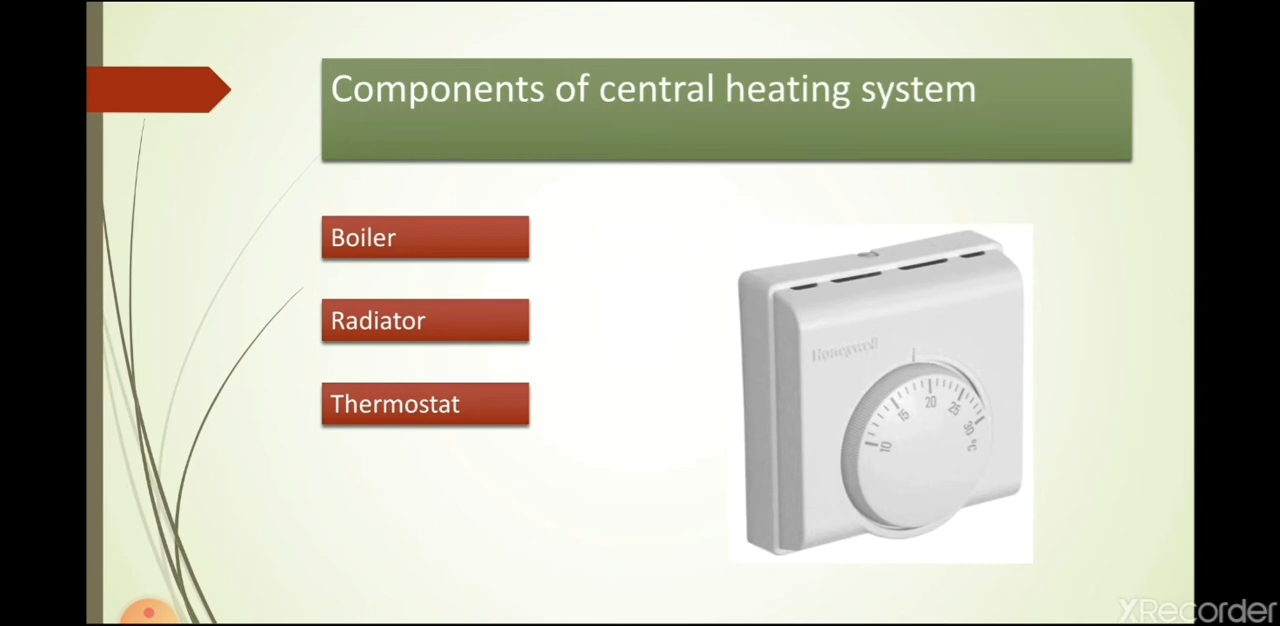 Components of central heating system
Boiler
Radiator
Thermostat
Honeywell
10 15 20 25 30 °C
XRecorder